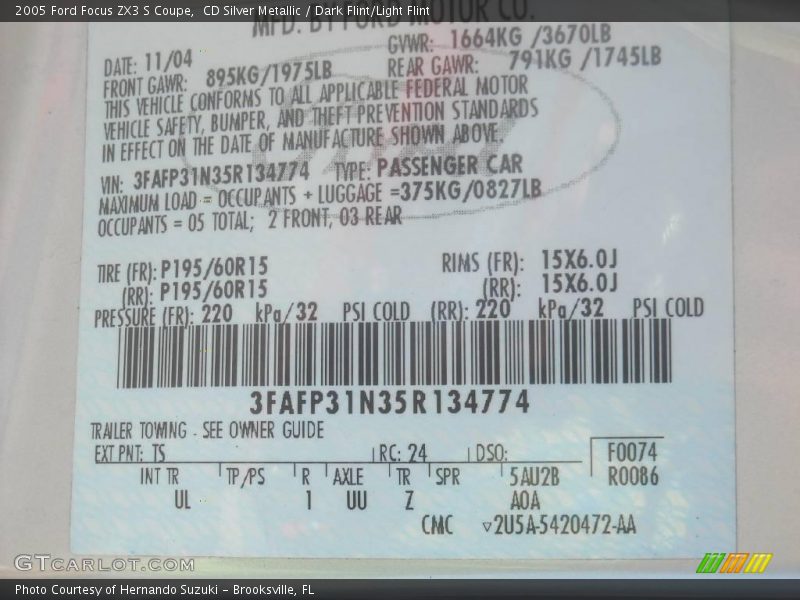 2005 Ford Focus ZX3 S Coupe, CD Silver Metallic / Dark Flint/Light Flint
MFD. BY FORD MOTOR CO.
DATE: 11/04 GVWR: 1664KG /3670LB
FRONT GAWR: 895KG/1975LB REAR GAWR: 791KG /1745LB
THIS VEHICLE CONFORMS TO ALL APPLICABLE FEDERAL MOTOR
VEHICLE SAFETY, BUMPER, AND THEFT PREVENTION STANDARDS
IN EFFECT ON THE DATE OF MANUFACTURE SHOWN ABOVE
VIN: 3FAFP31N35R134774 TYPE: PASSENGER CAR
MAXIMUM LOAD = OCCUPANTS + LUGGAGE =375KG/0827LB
OCCUPANTS = 05 TOTAL; 2 FRONT, 03 REAR
TIRE (FR): P195/60R15 RIMS (FR): 15X6.0J
(RR): P195/60R15 (RR): 15X6.0J
PRESSURE (FR): 220 kPa/32 PSI COLD (RR): 220 kPa/32 PSI COLD
3FAFP31N35R134774
TRAILER TOWING - SEE OWNER GUIDE
EXT PNT: TS RC: 24 DSO: F0074
INT TR TP/PS R AXLE TR SPR 5AU2B R0086
UL 1 UU Z AOA
CMC ▿2U5A-5420472-AA
GTCARLOT.COM
Photo Courtesy of Hernando Suzuki – Brooksville, FL